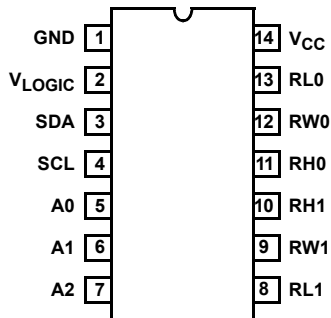 GND 1 14 VCC
VLOGIC 2 13 RL0
SDA 3 12 RW0
SCL 4 11 RH0
A0 5 10 RH1
A1 6 9 RW1
A2 7 8 RL1